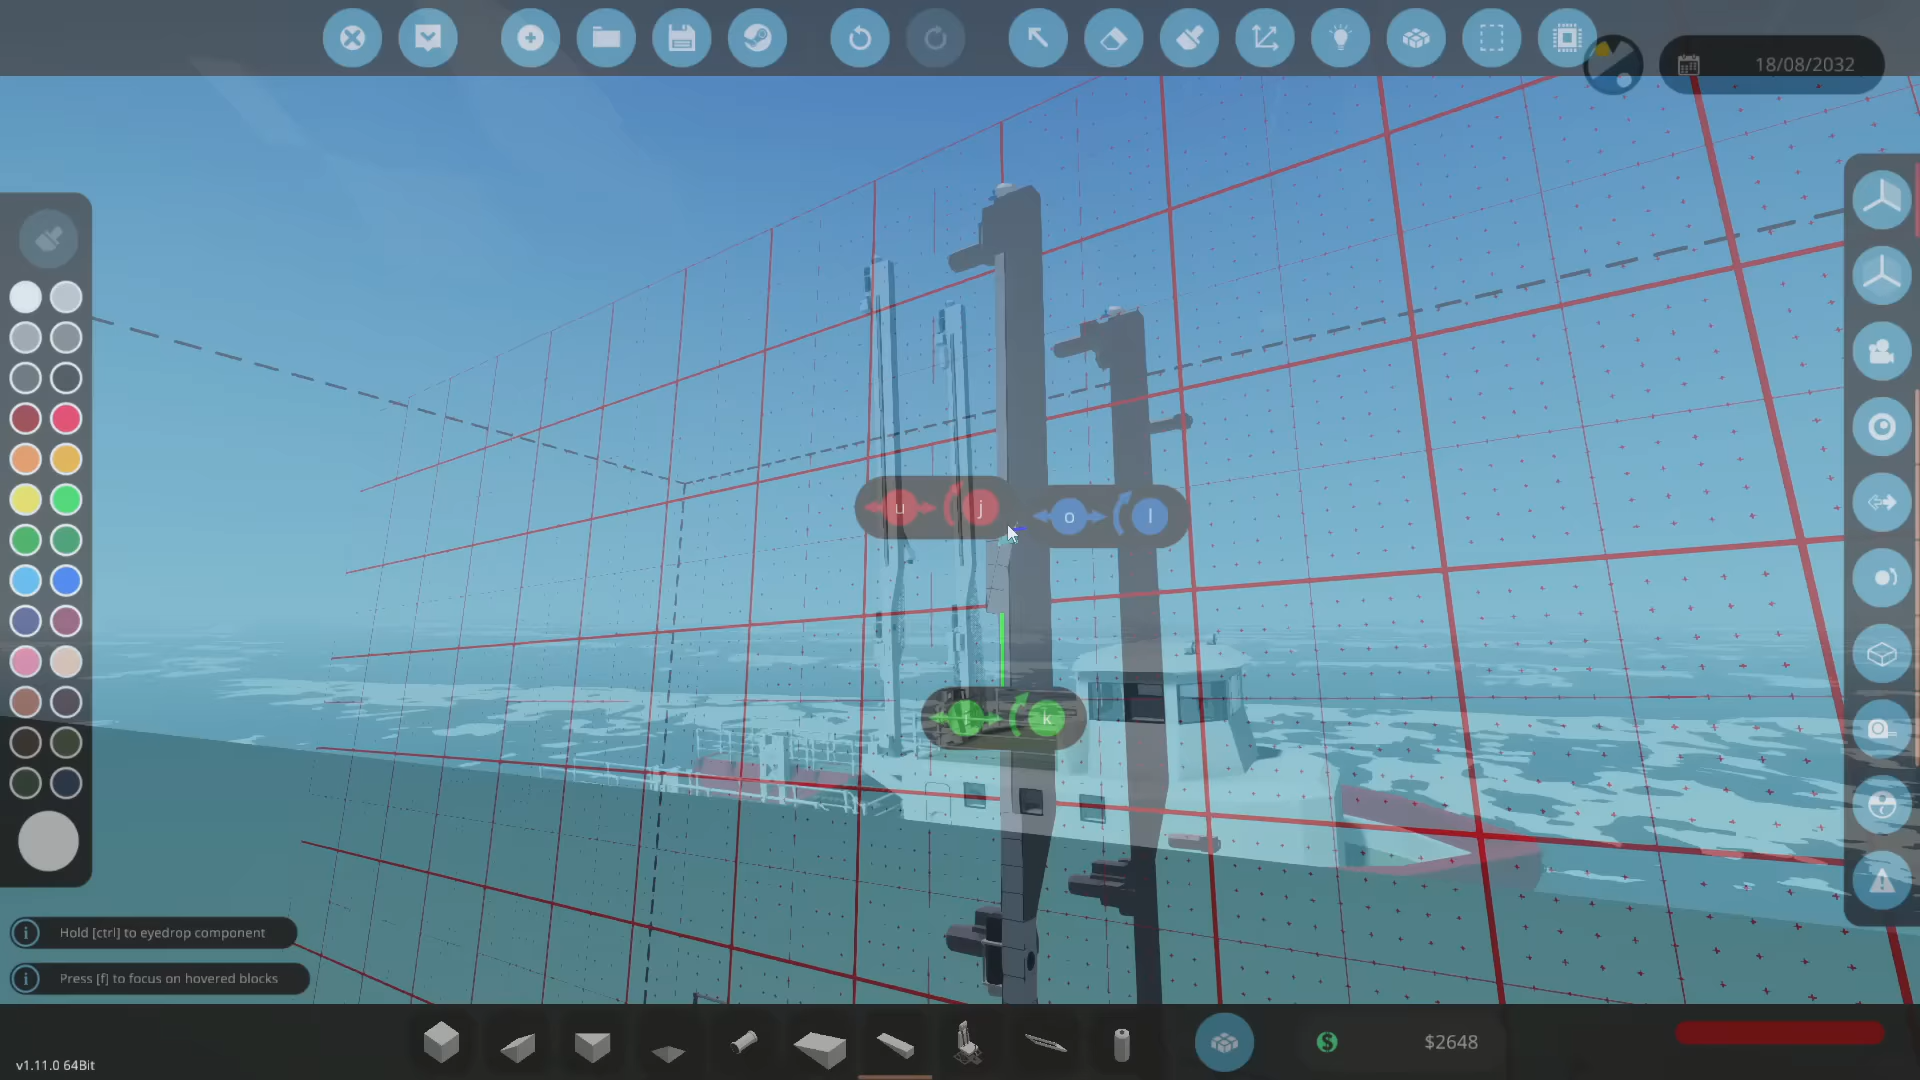 18/08/2032
u
j
o
l
i
k
Hold [ctrl] to eyedrop component
Press [f] to focus on hovered blocks
$2648
v1.11.0 64Bit